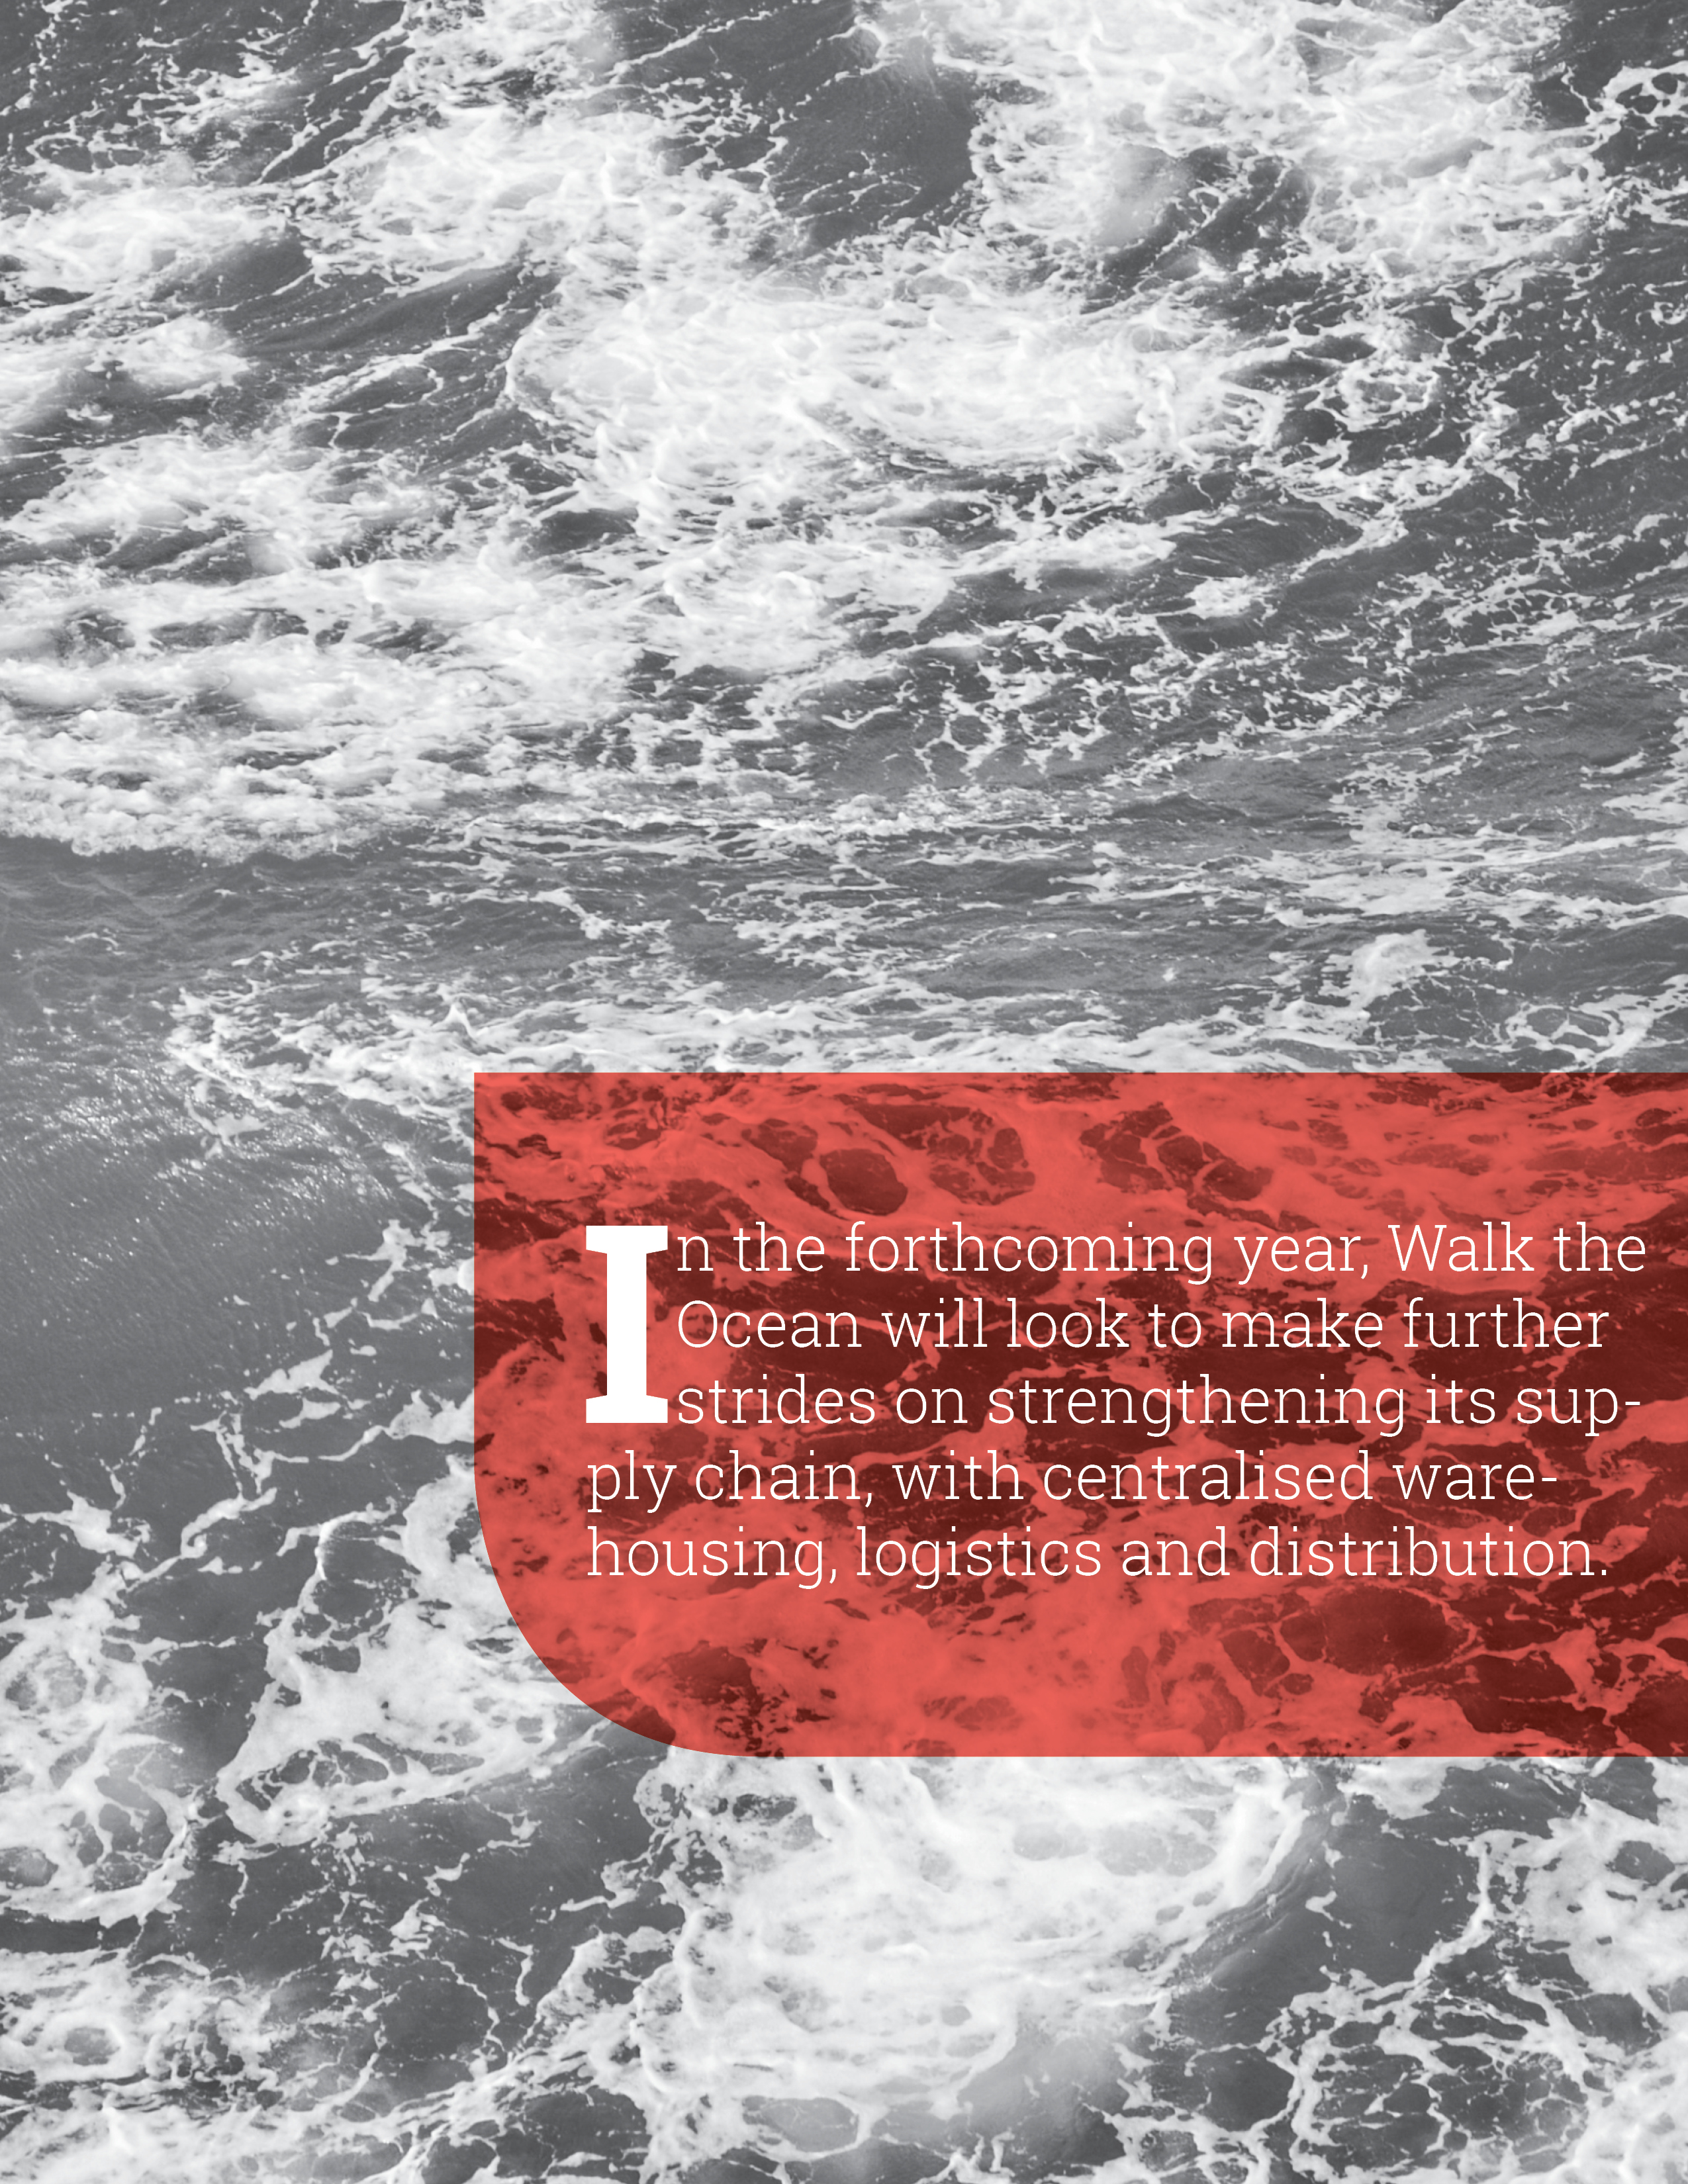 In the forthcoming year, Walk the
Ocean will look to make further
strides on strengthening its sup-
ply chain, with centralised ware-
housing, logistics and distribution.